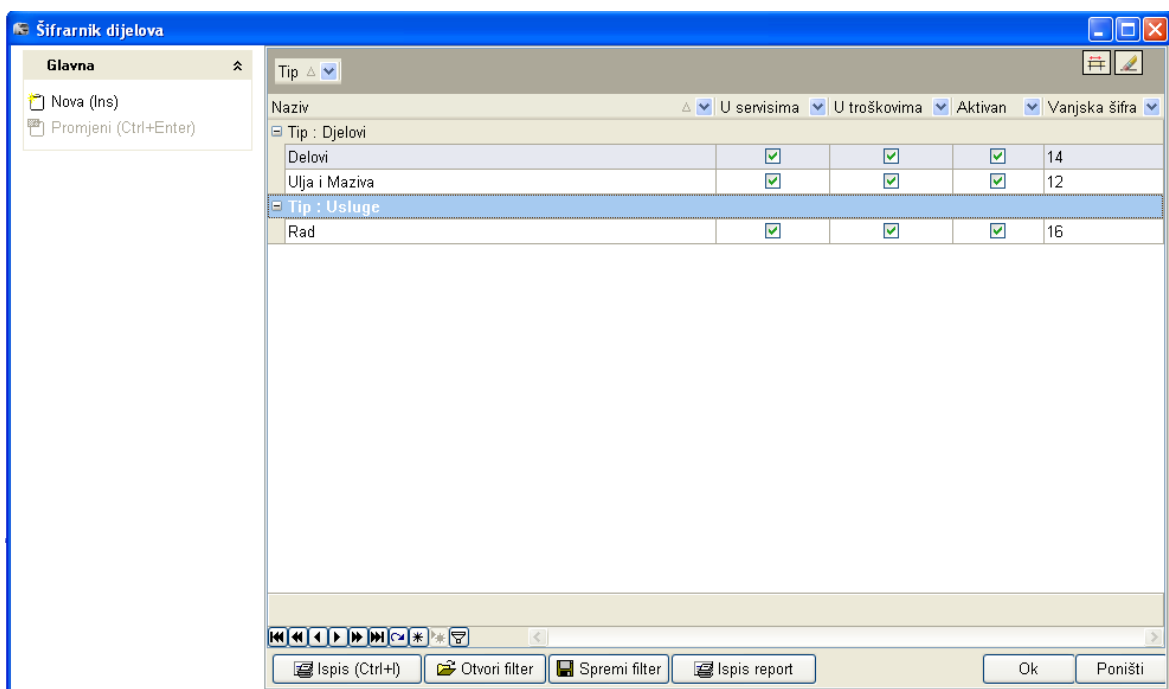 Šifrarnik dijelova
Glavna
Nova (Ins)
Promjeni (Ctrl+Enter)
Tip
Naziv U servisima U troškovima Aktivan Vanjska šifra
Tip : Djelovi
Delovi 14
Ulja i Maziva 12
Tip : Usluge
Rad 16
Ispis (Ctrl+I) Otvori filter Spremi filter Ispis report Ok Poništi